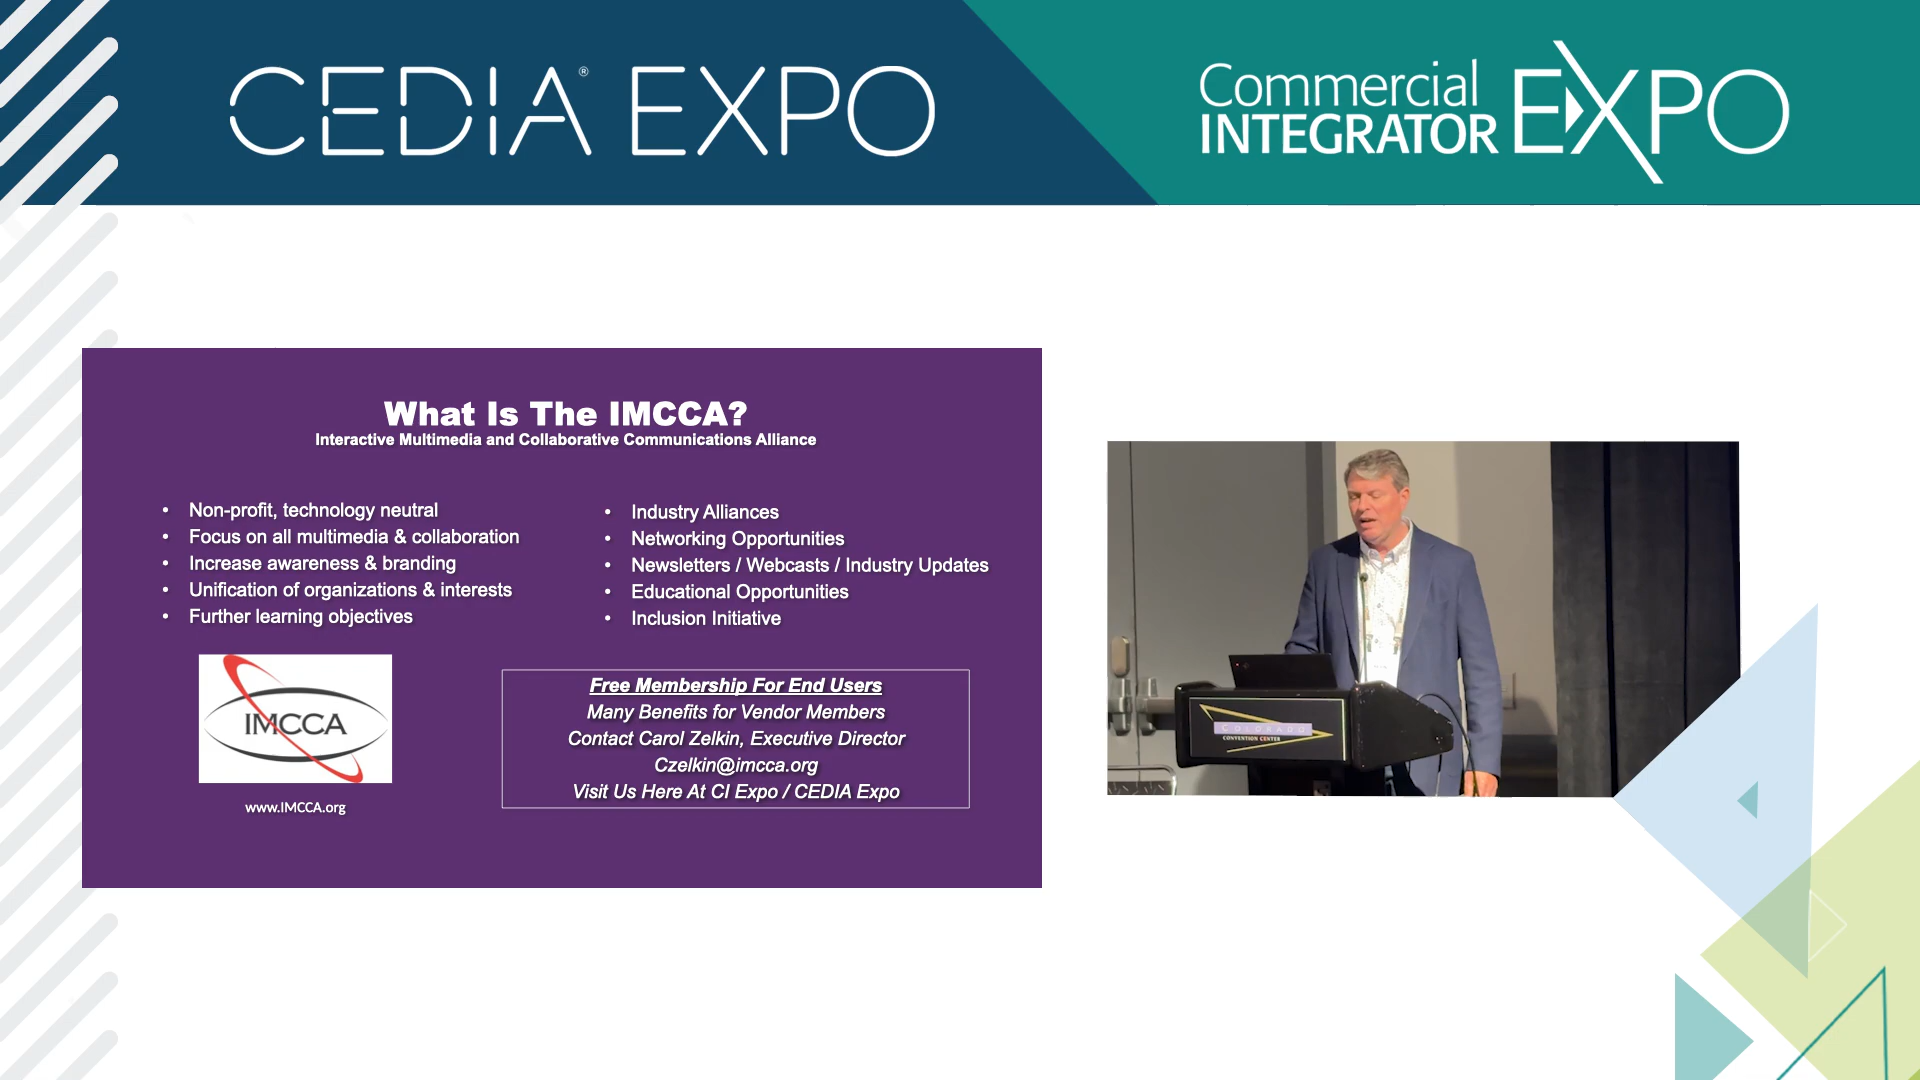 CEDIA® EXPO
Commercial
INTEGRATOR EXPO
What Is The IMCCA?
Interactive Multimedia and Collaborative Communications Alliance
• Non-profit, technology neutral
• Focus on all multimedia & collaboration
• Increase awareness & branding
• Unification of organizations & interests
• Further learning objectives
• Industry Alliances
• Networking Opportunities
• Newsletters / Webcasts / Industry Updates
• Educational Opportunities
• Inclusion Initiative
IMCCA
www.IMCCA.org
Free Membership For End Users
Many Benefits for Vendor Members
Contact Carol Zelkin, Executive Director
Czelkin@imcca.org
Visit Us Here At CI Expo / CEDIA Expo
COLORADO
CONVENTION CENTER